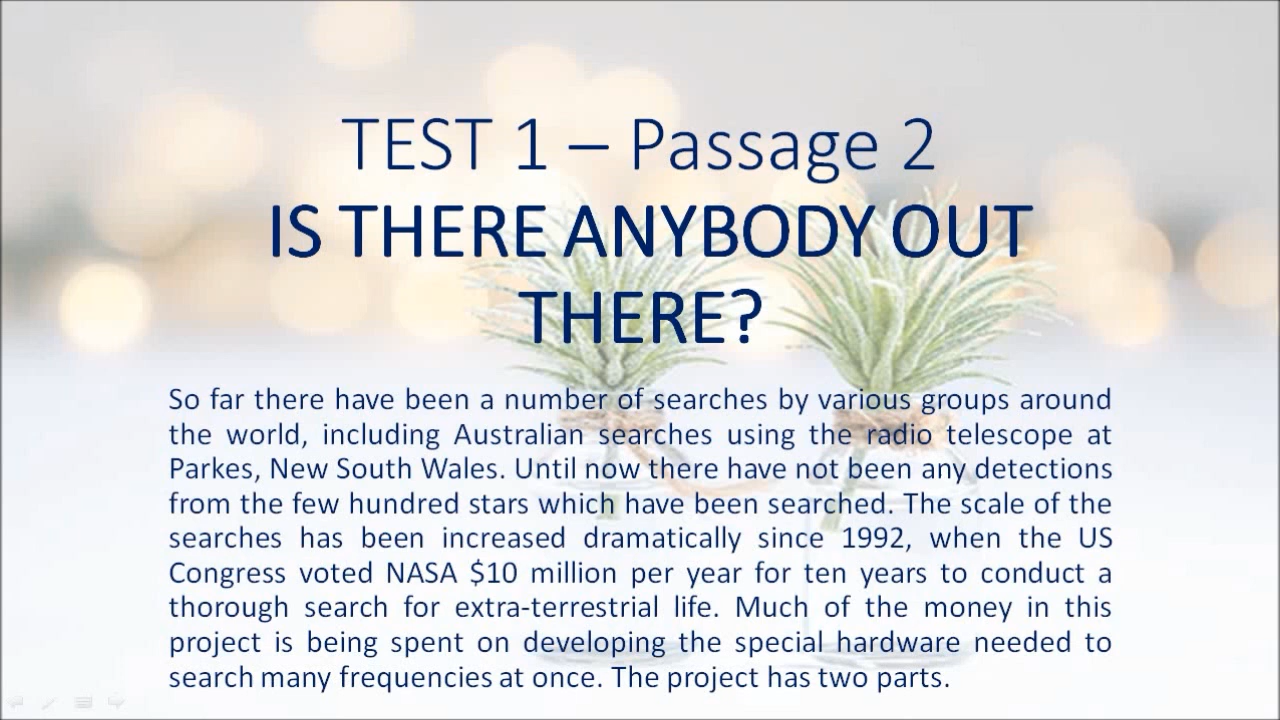 TEST 1 – Passage 2
IS THERE ANYBODY OUT
THERE?
So far there have been a number of searches by various groups around
the world, including Australian searches using the radio telescope at
Parkes, New South Wales. Until now there have not been any detections
from the few hundred stars which have been searched. The scale of the
searches has been increased dramatically since 1992, when the US
Congress voted NASA $10 million per year for ten years to conduct a
thorough search for extra-terrestrial life. Much of the money in this
project is being spent on developing the special hardware needed to
search many frequencies at once. The project has two parts.